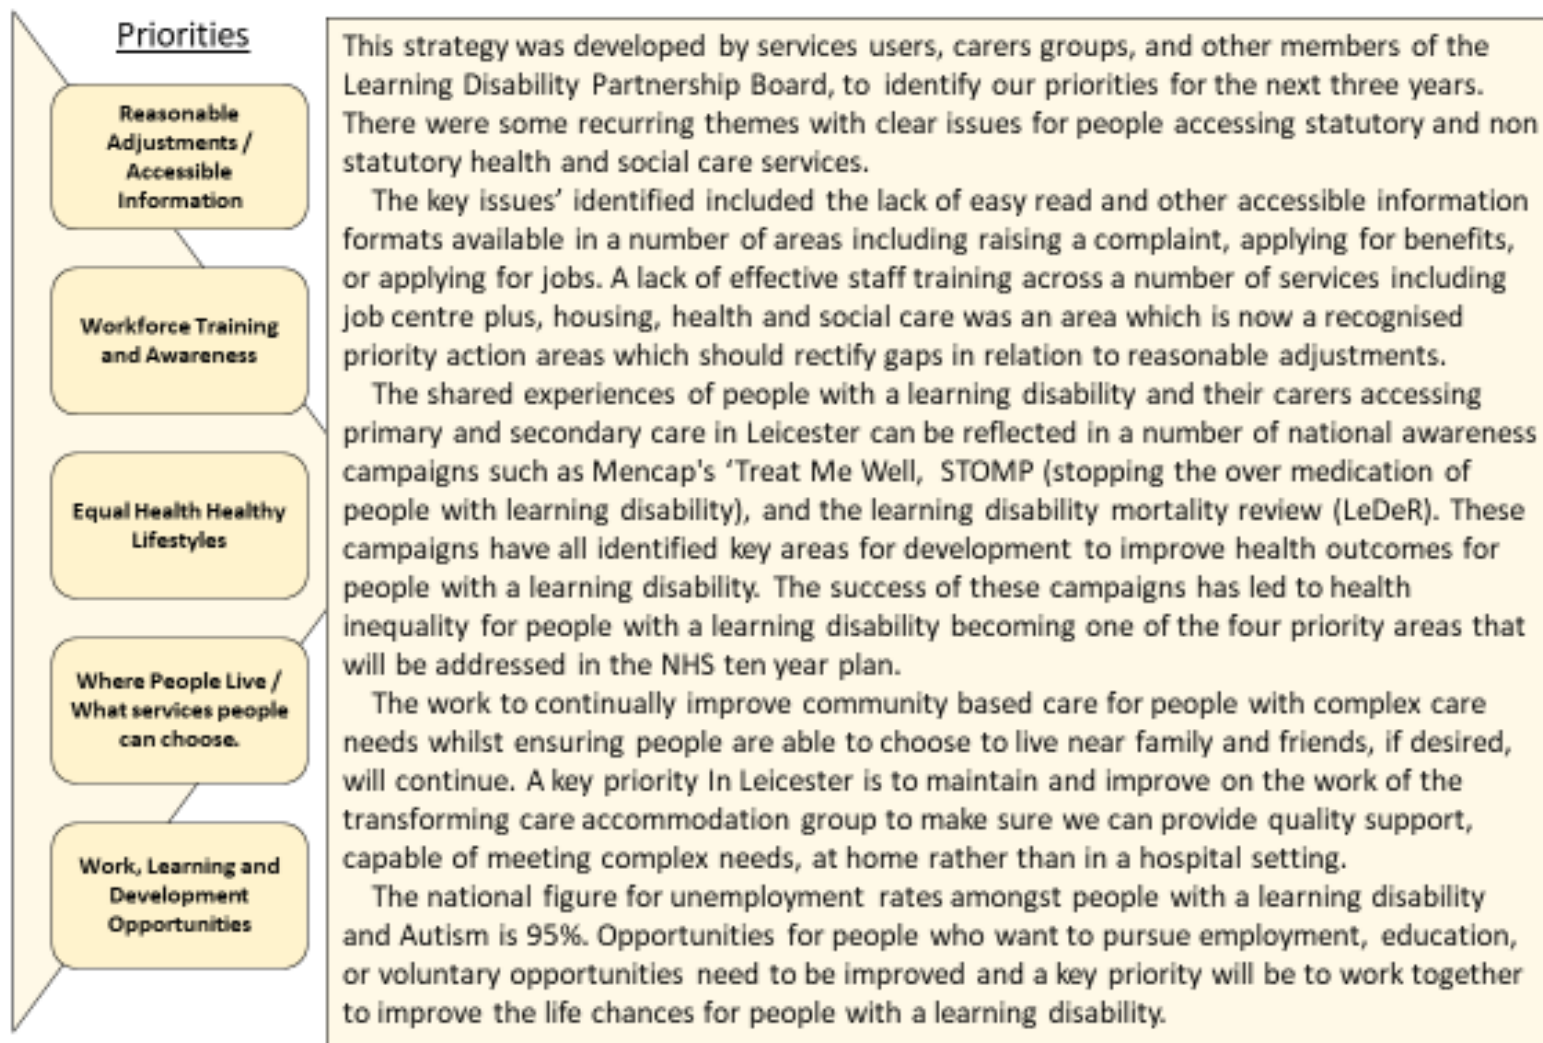 Priorities
Reasonable
Adjustments /
Accessible
Information
Workforce Training
and Awareness
Equal Health Healthy
Lifestyles
Where People Live /
What services people
can choose.
Work, Learning and
Development
Opportunities
This strategy was developed by services users, carers groups, and other members of the
Learning Disability Partnership Board, to identify our priorities for the next three years.
There were some recurring themes with clear issues for people accessing statutory and non
statutory health and social care services.
The key issues’ identified included the lack of easy read and other accessible information
formats available in a number of areas including raising a complaint, applying for benefits,
or applying for jobs. A lack of effective staff training across a number of services including
job centre plus, housing, health and social care was an area which is now a recognised
priority action areas which should rectify gaps in relation to reasonable adjustments.
The shared experiences of people with a learning disability and their carers accessing
primary and secondary care in Leicester can be reflected in a number of national awareness
campaigns such as Mencap's ‘Treat Me Well, STOMP (stopping the over medication of
people with learning disability), and the learning disability mortality review (LeDeR). These
campaigns have all identified key areas for development to improve health outcomes for
people with a learning disability. The success of these campaigns has led to health
inequality for people with a learning disability becoming one of the four priority areas that
will be addressed in the NHS ten year plan.
The work to continually improve community based care for people with complex care
needs whilst ensuring people are able to choose to live near family and friends, if desired,
will continue. A key priority In Leicester is to maintain and improve on the work of the
transforming care accommodation group to make sure we can provide quality support,
capable of meeting complex needs, at home rather than in a hospital setting.
The national figure for unemployment rates amongst people with a learning disability
and Autism is 95%. Opportunities for people who want to pursue employment, education,
or voluntary opportunities need to be improved and a key priority will be to work together
to improve the life chances for people with a learning disability.